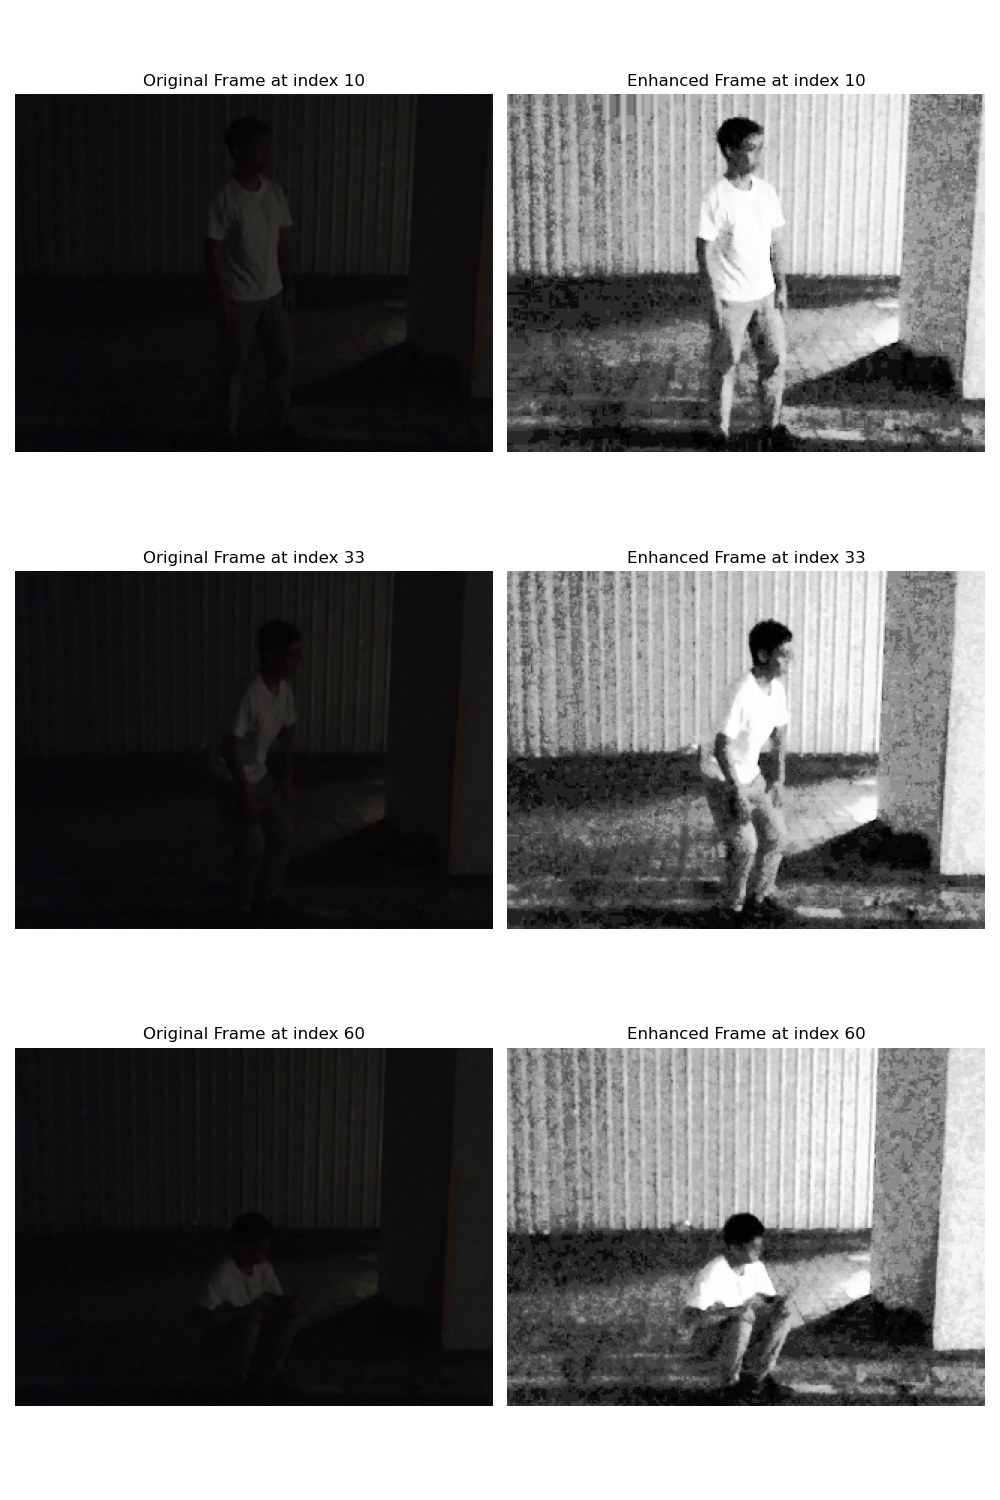 Original Frame at index 10
Enhanced Frame at index 10
Original Frame at index 33
Enhanced Frame at index 33
Original Frame at index 60
Enhanced Frame at index 60